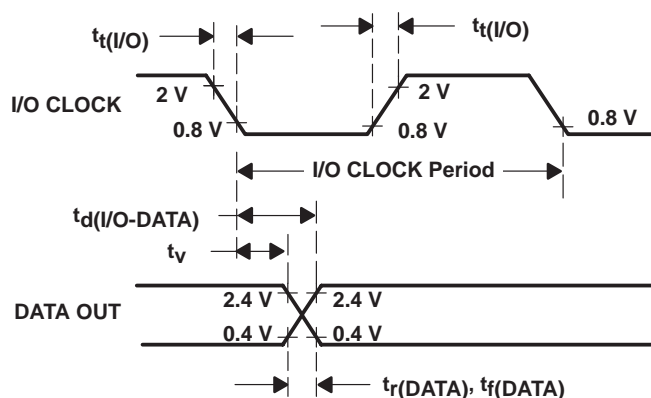 tt(I/O)
tt(I/O)
I/O CLOCK
2 V
2 V
0.8 V
0.8 V
0.8 V
I/O CLOCK Period
td(I/O-DATA)
tv
DATA OUT
2.4 V
2.4 V
0.4 V
0.4 V
tr(DATA), tf(DATA)